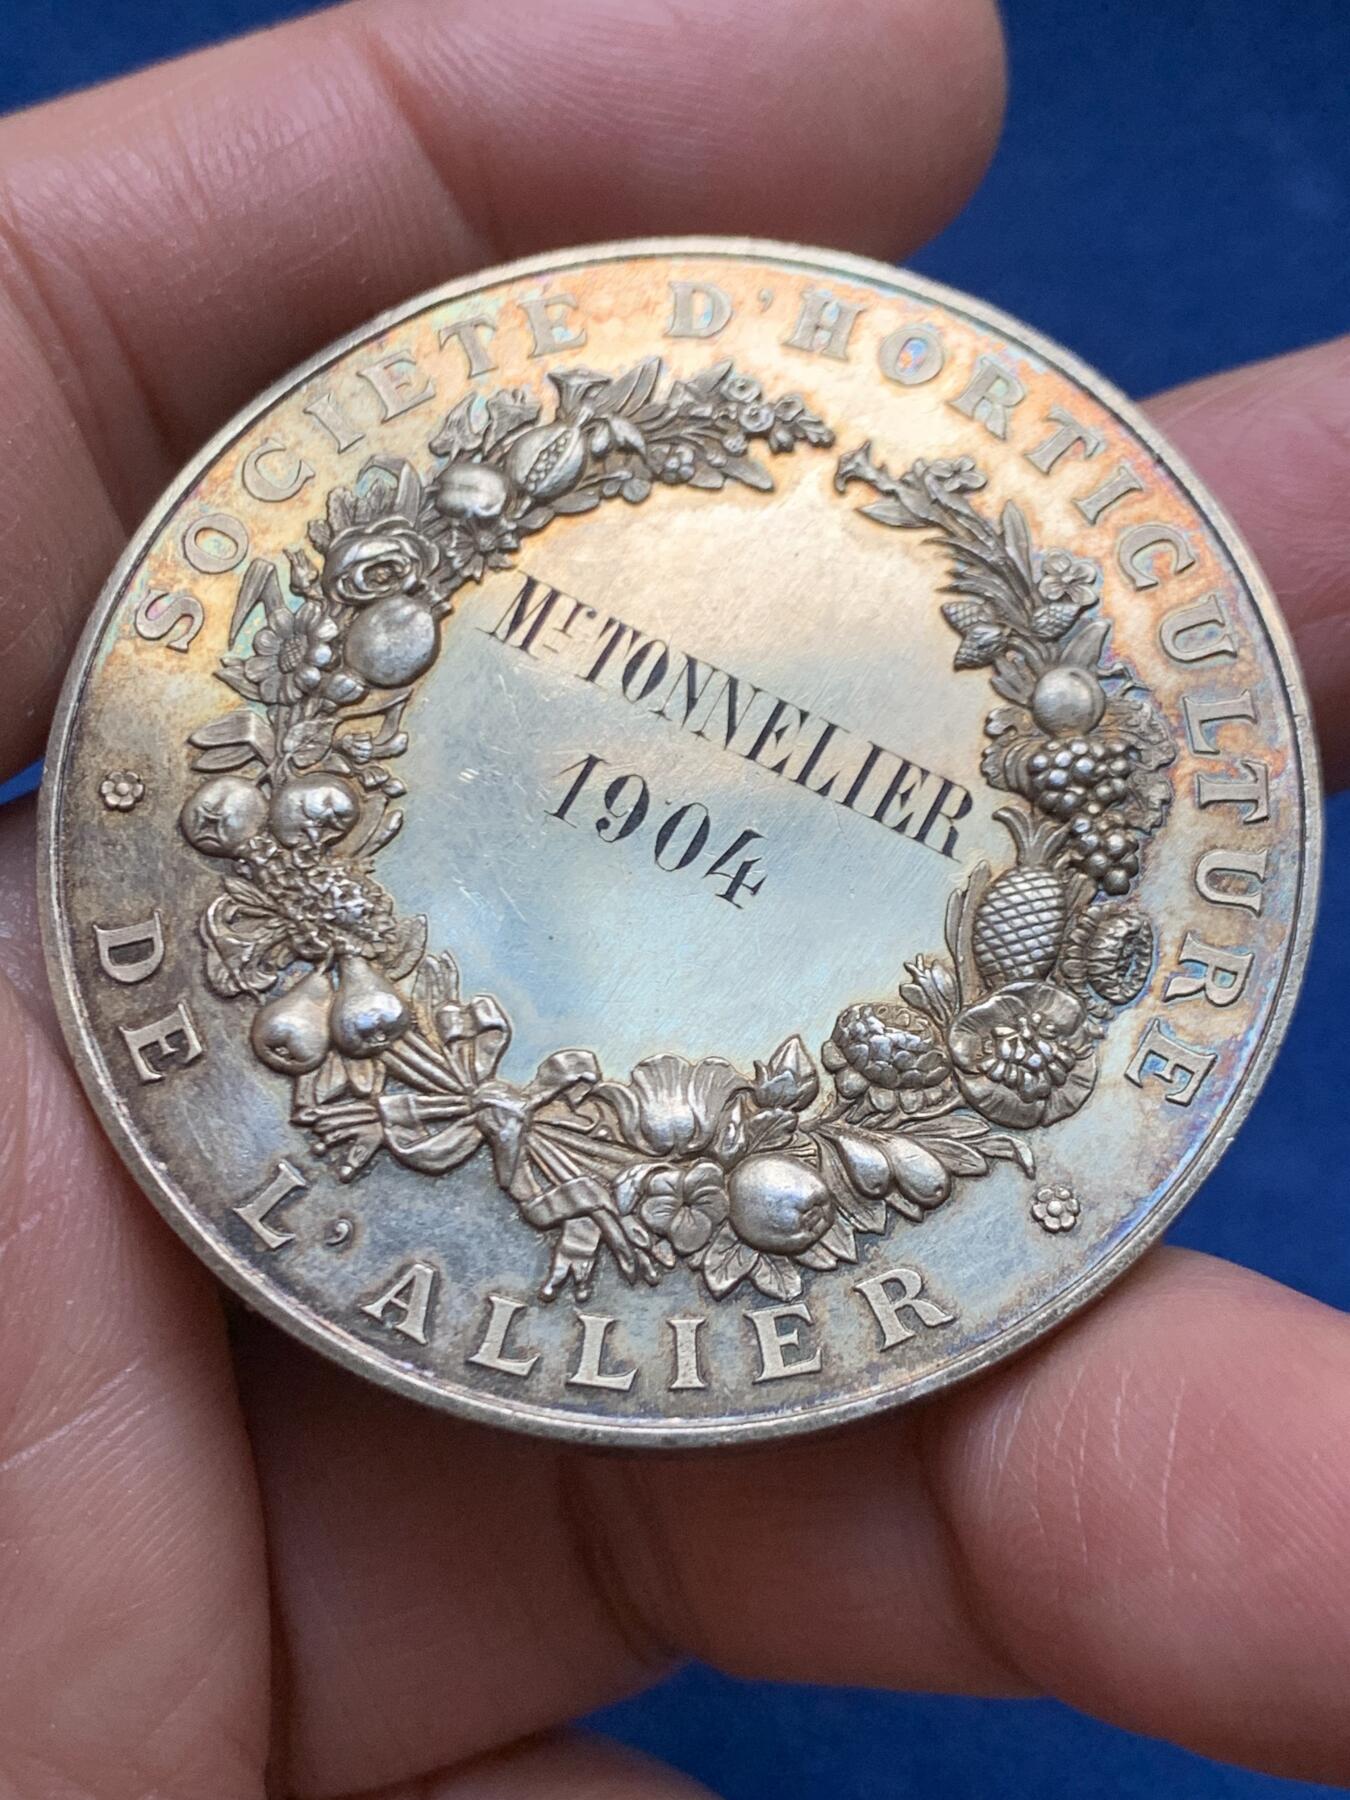 SOCIETE D'HORTICULTURE
DE L'ALLIER
Mr TONNELIER
1904